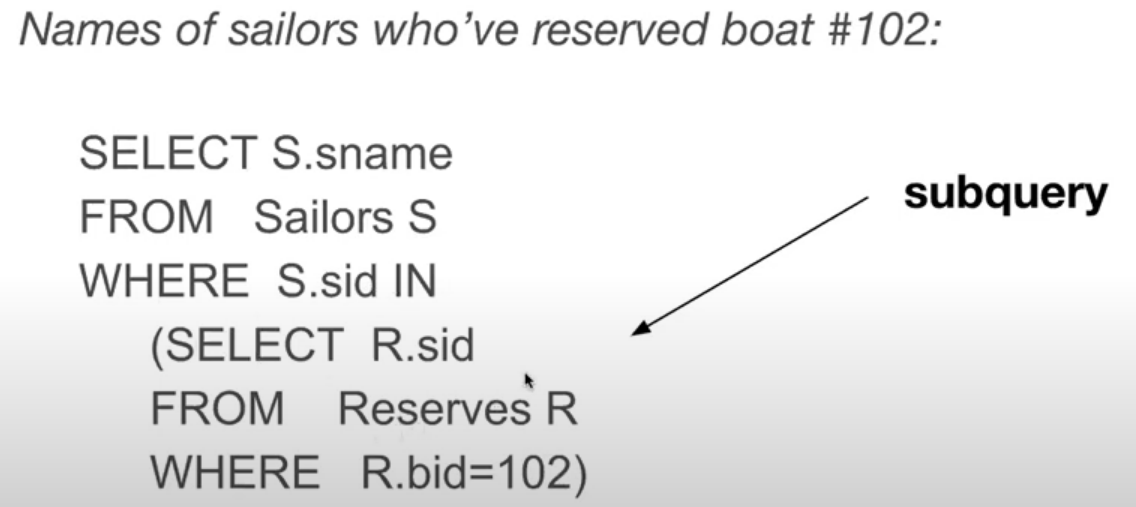 Names of sailors who've reserved boat #102:
SELECT S.sname
FROM Sailors S
WHERE S.sid IN
(SELECT R.sid
FROM Reserves R
WHERE R.bid=102)
subquery